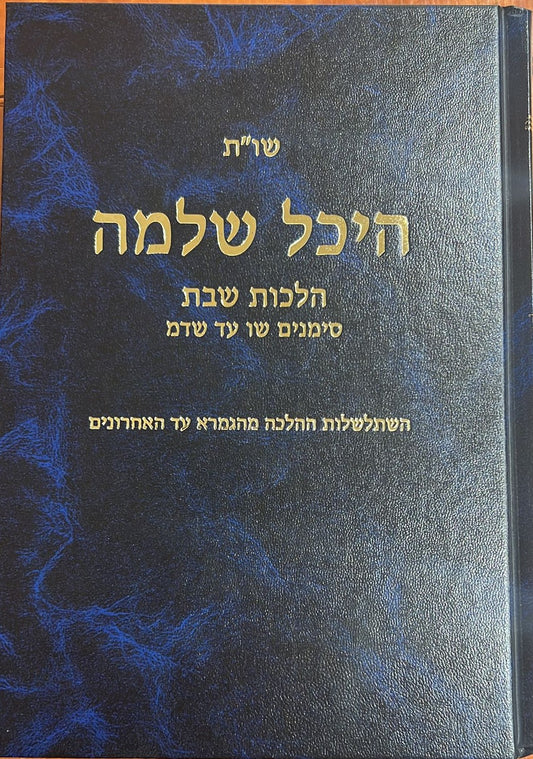 שו"ת
היכל שלמה
הלכות שבת
סימנים שו עד שדמ
השתלשלות ההלכה מהגמרא עד האחרונים